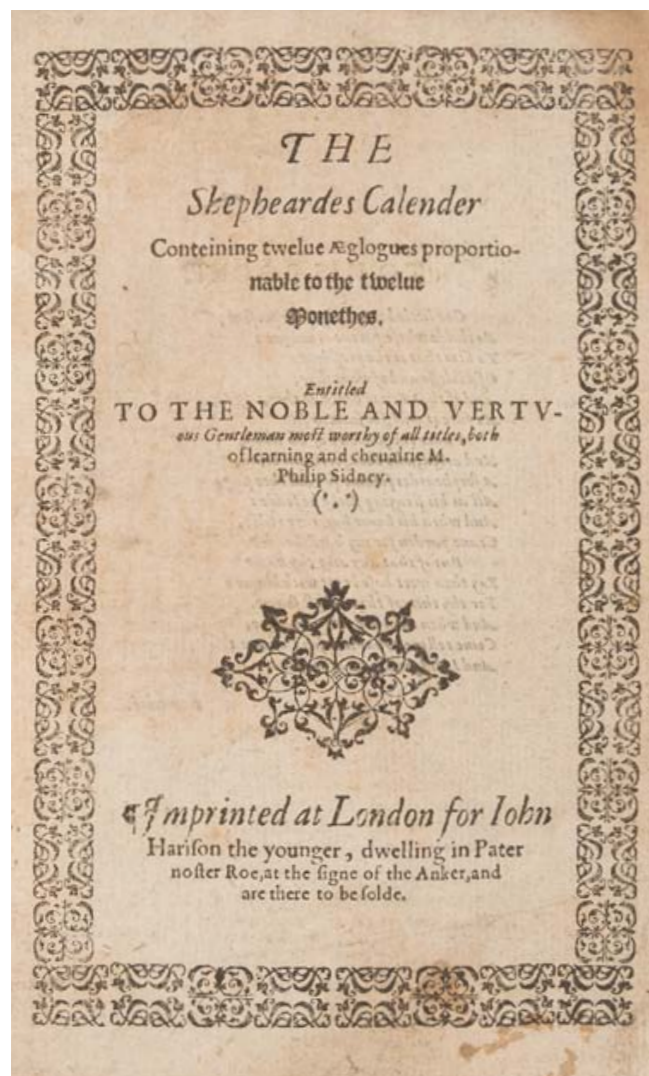 THE
Shepheardes Calender
Conteining twelue Æglogues proportio-
nable to the twelue
Monethes.
Entitled
TO THE NOBLE AND VERTV-
ous Gentleman moſt worthy of all titles, both
of learning and cheualrie M.
Philip Sidney.
(*.*)
¶Imprinted at London for Iohn
Hariſon the younger, dwelling in Pater
noſter Roe, at the ſigne of the Anker, and
are there to be ſolde.